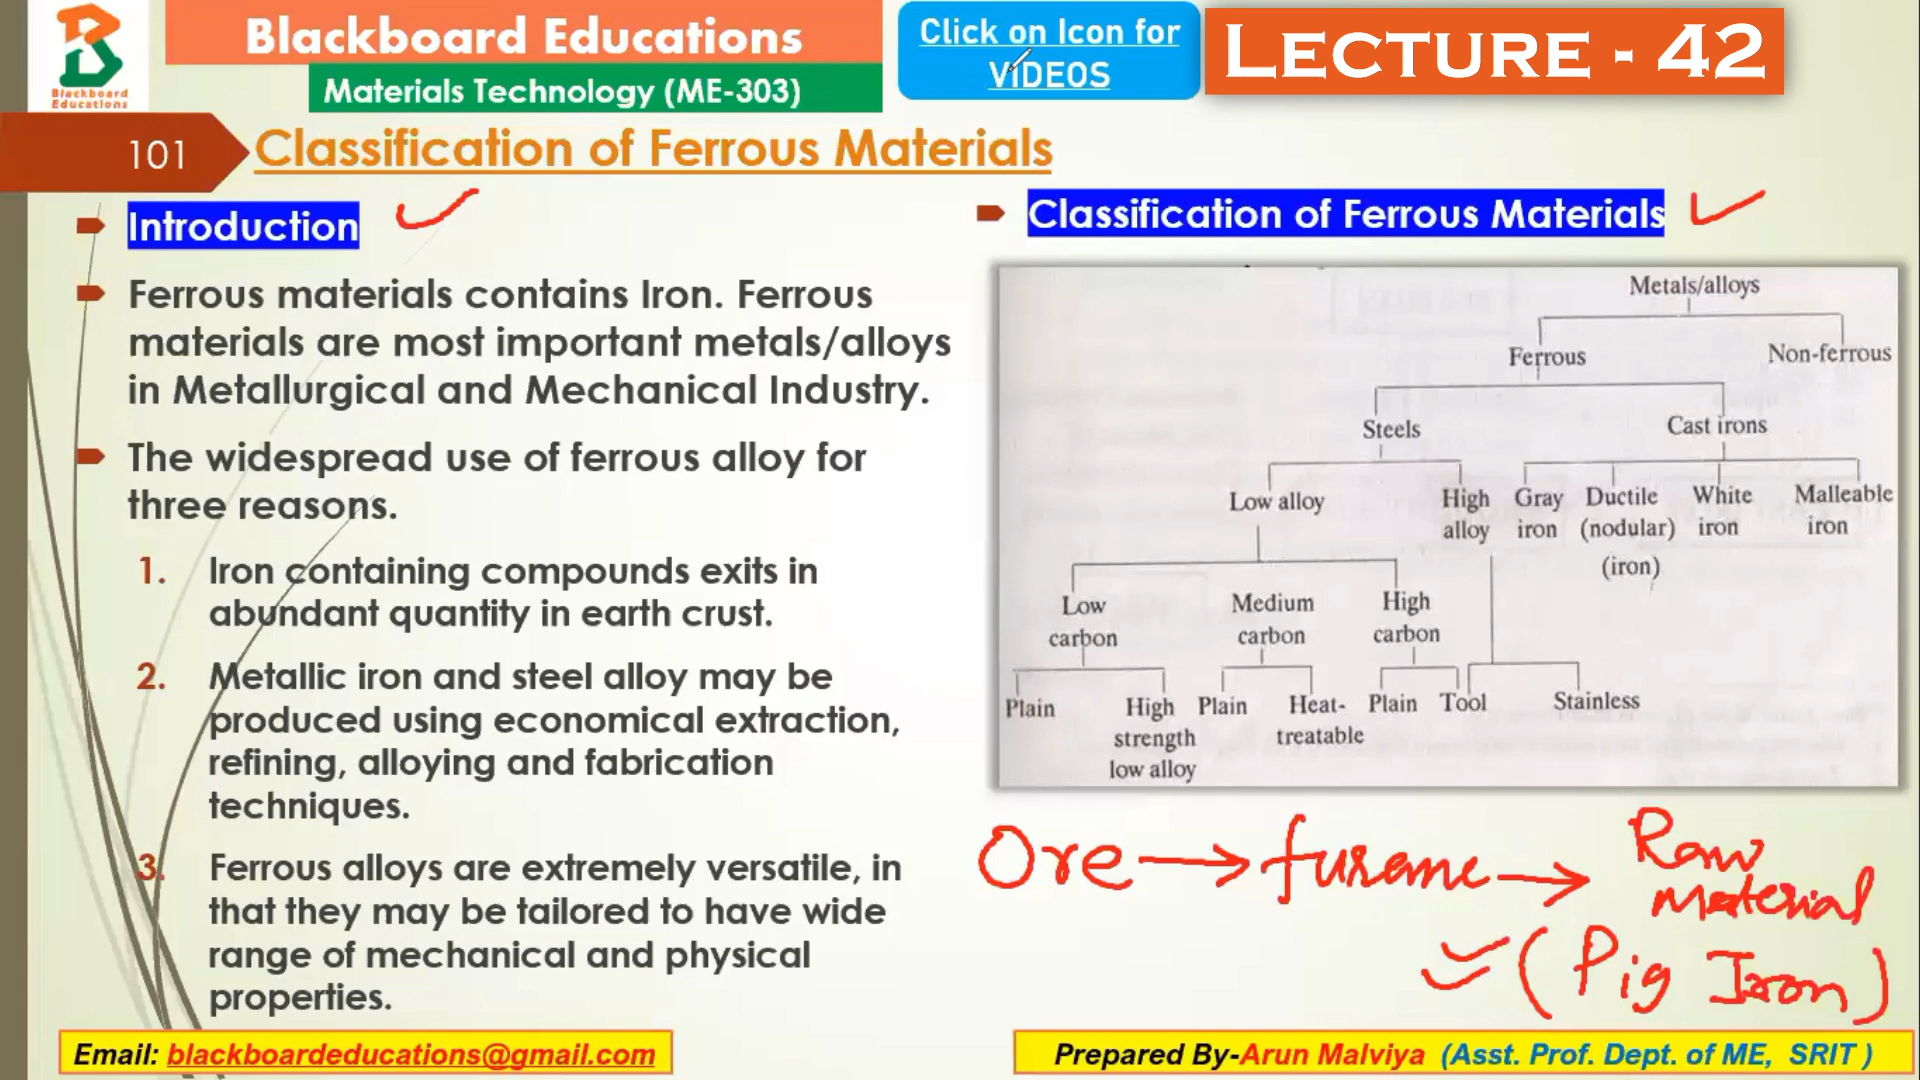 Blackboard Educations
Materials Technology (ME-303)
Click on Icon for
VIDEOS
LECTURE - 42
Blackboard
Educations
101
Classification of Ferrous Materials
Introduction
Ferrous materials contains Iron. Ferrous
materials are most important metals/alloys
in Metallurgical and Mechanical Industry.
The widespread use of ferrous alloy for
three reasons.
1. Iron containing compounds exits in
abundant quantity in earth crust.
2. Metallic iron and steel alloy may be
produced using economical extraction,
refining, alloying and fabrication
techniques.
3. Ferrous alloys are extremely versatile, in
that they may be tailored to have wide
range of mechanical and physical
properties.
Classification of Ferrous Materials
Metals/alloys
Ferrous Non-ferrous
Steels Cast irons
Low alloy High alloy Gray iron Ductile (nodular) (iron) White iron Malleable iron
Low carbon Medium carbon High carbon
Plain High strength low alloy Plain Heat-treatable Plain Tool Stainless
Ore → furnace → Raw
material
(Pig Iron)
Email: blackboardeducations@gmail.com
Prepared By-Arun Malviya (Asst. Prof. Dept. of ME, SRIT )